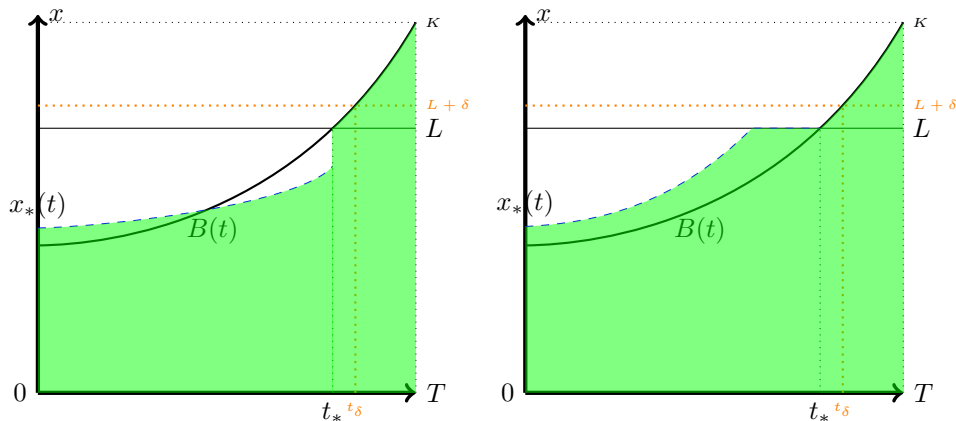 x
K
L + δ
L
x*(t)
B(t)
0
t*
tδ
T
x
K
L + δ
L
x*(t)
B(t)
0
t*
tδ
T